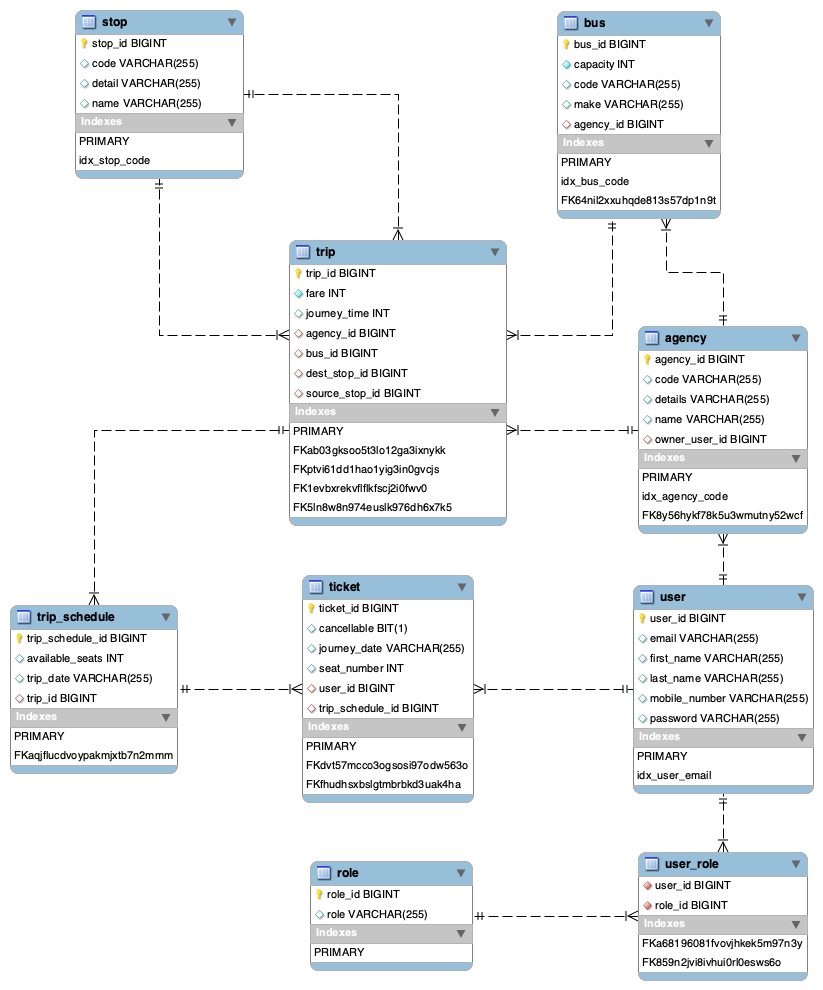 stop
stop_id BIGINT
code VARCHAR(255)
detail VARCHAR(255)
name VARCHAR(255)
Indexes
PRIMARY
idx_stop_code
bus
bus_id BIGINT
capacity INT
code VARCHAR(255)
make VARCHAR(255)
agency_id BIGINT
Indexes
PRIMARY
idx_bus_code
FK64nil2xxuhqde813s57dp1n9t
trip
trip_id BIGINT
fare INT
journey_time INT
agency_id BIGINT
bus_id BIGINT
dest_stop_id BIGINT
source_stop_id BIGINT
Indexes
PRIMARY
FKab03gksoo5t3lo12ga3ixnykk
FKptvi61dd1hao1yig3in0gvcjs
FK1evbxrekvflflkfscj2i0fwv0
FK5ln8w8n974euslk976dh6x7k5
agency
agency_id BIGINT
code VARCHAR(255)
details VARCHAR(255)
name VARCHAR(255)
owner_user_id BIGINT
Indexes
PRIMARY
idx_agency_code
FK8y56hykf78k5u3wmutny52wcf
trip_schedule
trip_schedule_id BIGINT
available_seats INT
trip_date VARCHAR(255)
trip_id BIGINT
Indexes
PRIMARY
FKaqjflucdvoypakmjxtb7n2mmm
ticket
ticket_id BIGINT
cancellable BIT(1)
journey_date VARCHAR(255)
seat_number INT
user_id BIGINT
trip_schedule_id BIGINT
Indexes
PRIMARY
FKdvt57mcco3ogsosi97odw563o
FKfhudhsxbslgtmbrbkd3uak4ha
user
user_id BIGINT
email VARCHAR(255)
first_name VARCHAR(255)
last_name VARCHAR(255)
mobile_number VARCHAR(255)
password VARCHAR(255)
Indexes
PRIMARY
idx_user_email
role
role_id BIGINT
role VARCHAR(255)
Indexes
PRIMARY
user_role
user_id BIGINT
role_id BIGINT
Indexes
FKa68196081fvovjhkek5m97n3y
FK859n2jvi8ivhui0rl0esws6o